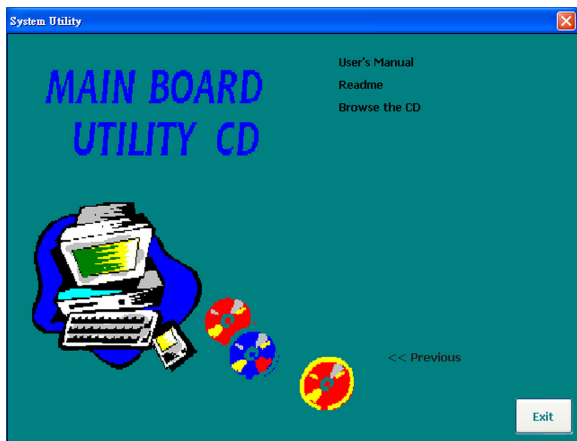 System Utility
MAIN BOARD
UTILITY CD
User's Manual
Readme
Browse the CD
<< Previous
Exit